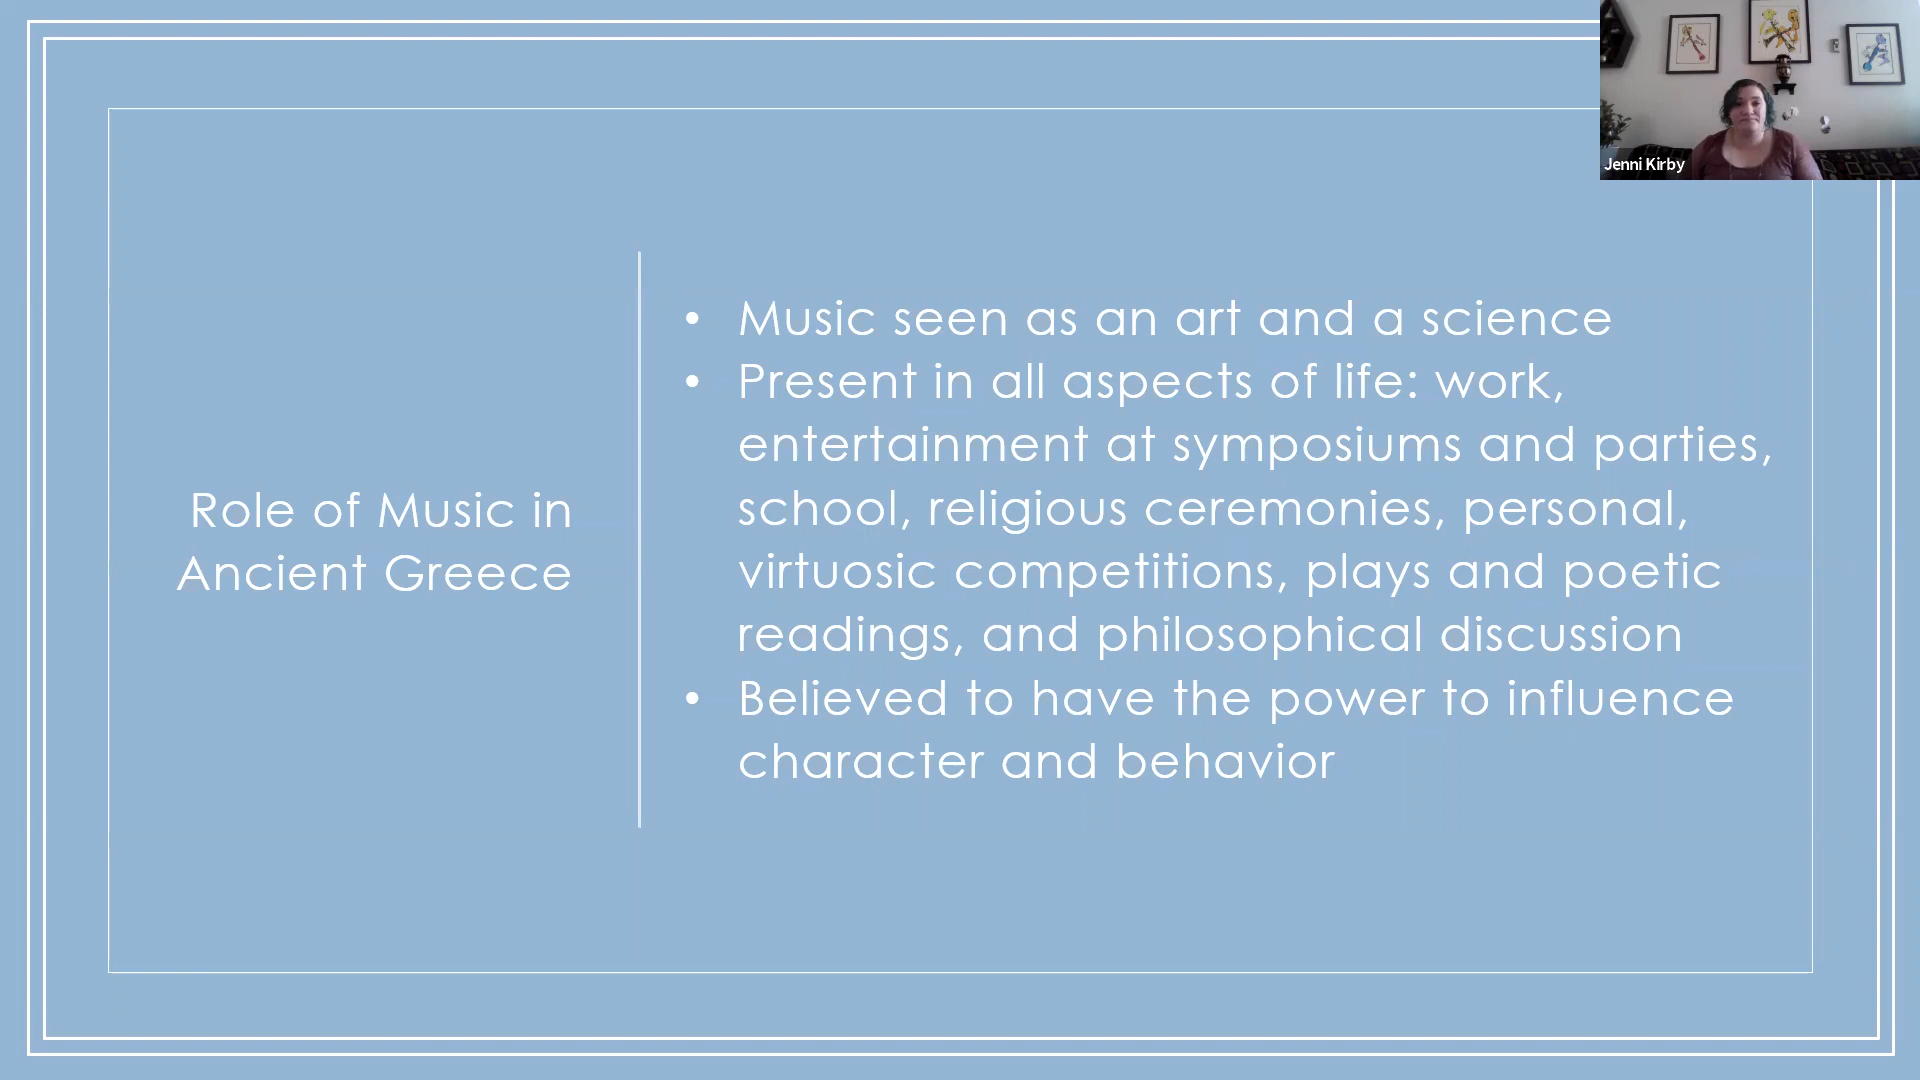 Role of Music in
Ancient Greece
• Music seen as an art and a science
• Present in all aspects of life: work,
entertainment at symposiums and parties,
school, religious ceremonies, personal,
virtuosic competitions, plays and poetic
readings, and philosophical discussion
• Believed to have the power to influence
character and behavior
Jenni Kirby